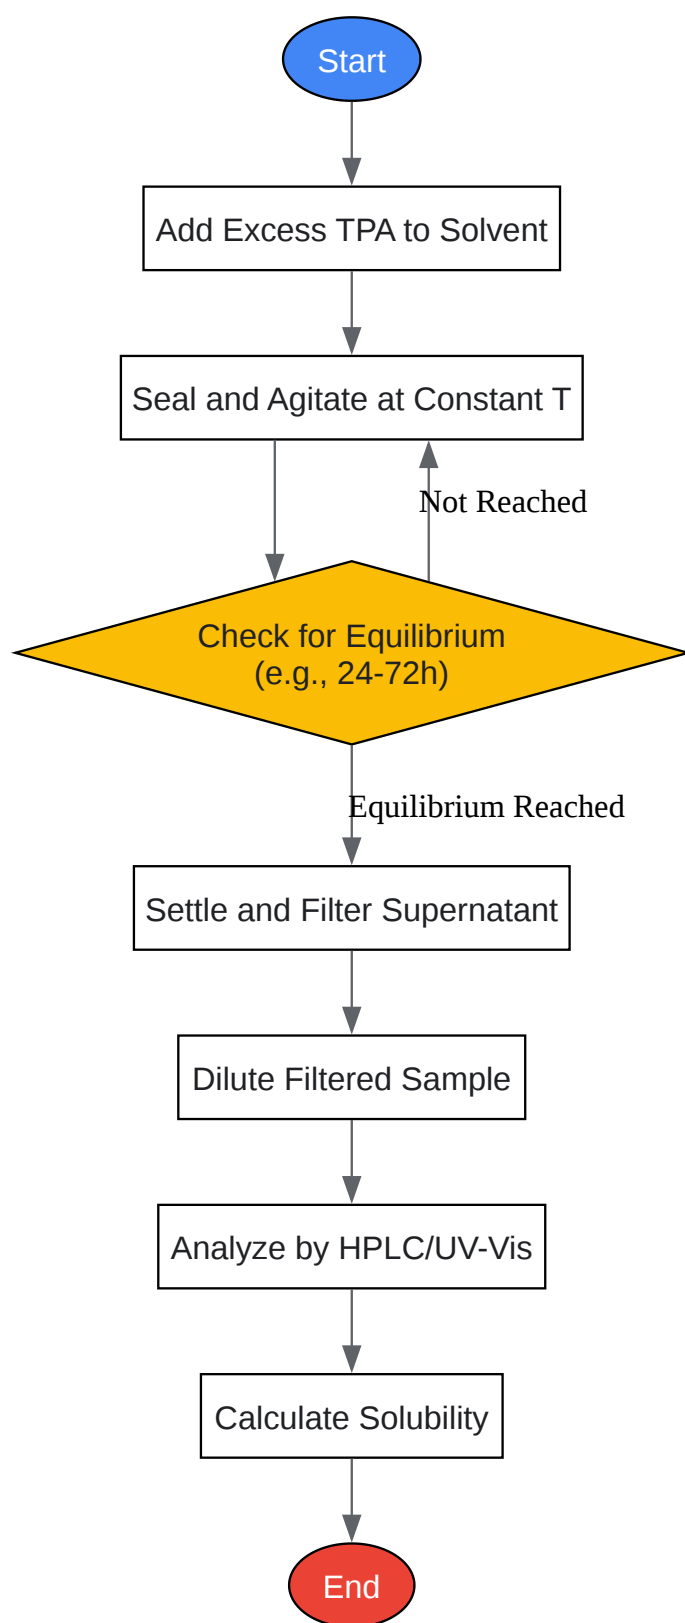 Start
Add Excess TPA to Solvent
Seal and Agitate at Constant T
Not Reached
Check for Equilibrium
(e.g., 24-72h)
Equilibrium Reached
Settle and Filter Supernatant
Dilute Filtered Sample
Analyze by HPLC/UV-Vis
Calculate Solubility
End